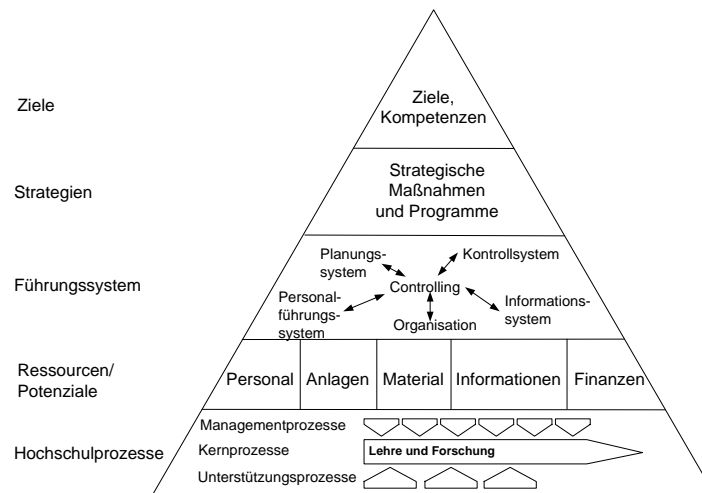 Ziele
Ziele,
Kompetenzen
Strategien
Strategische
Maßnahmen
und Programme
Führungssystem
Planungs-
system
Kontrollsystem
Controlling
Personal-
führungs-
system
Organisation
Informations-
system
Ressourcen/
Potenziale
Personal
Anlagen
Material
Informationen
Finanzen
Hochschulprozesse
Managementprozesse
Kernprozesse
Lehre und Forschung
Unterstützungsprozesse